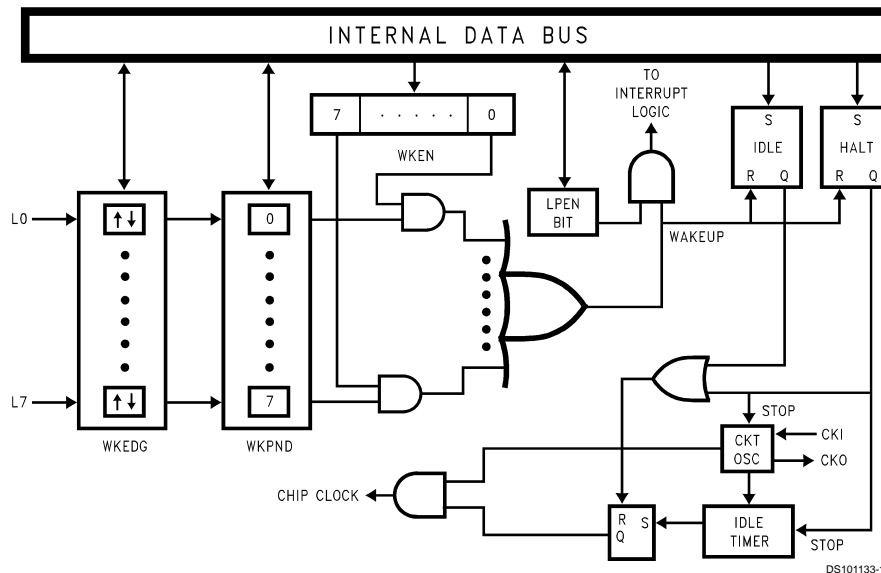 INTERNAL DATA BUS
7 · · · · · 0
WKEN
TO
INTERRUPT
LOGIC
S
IDLE
R Q
S
HALT
R Q
LPEN
BIT
WAKEUP
L0
↑↓
0
L7
↑↓
7
WKEDG
WKPND
STOP
CKT
OSC
CKI
CKO
CHIP CLOCK
R S
Q
IDLE
TIMER
STOP